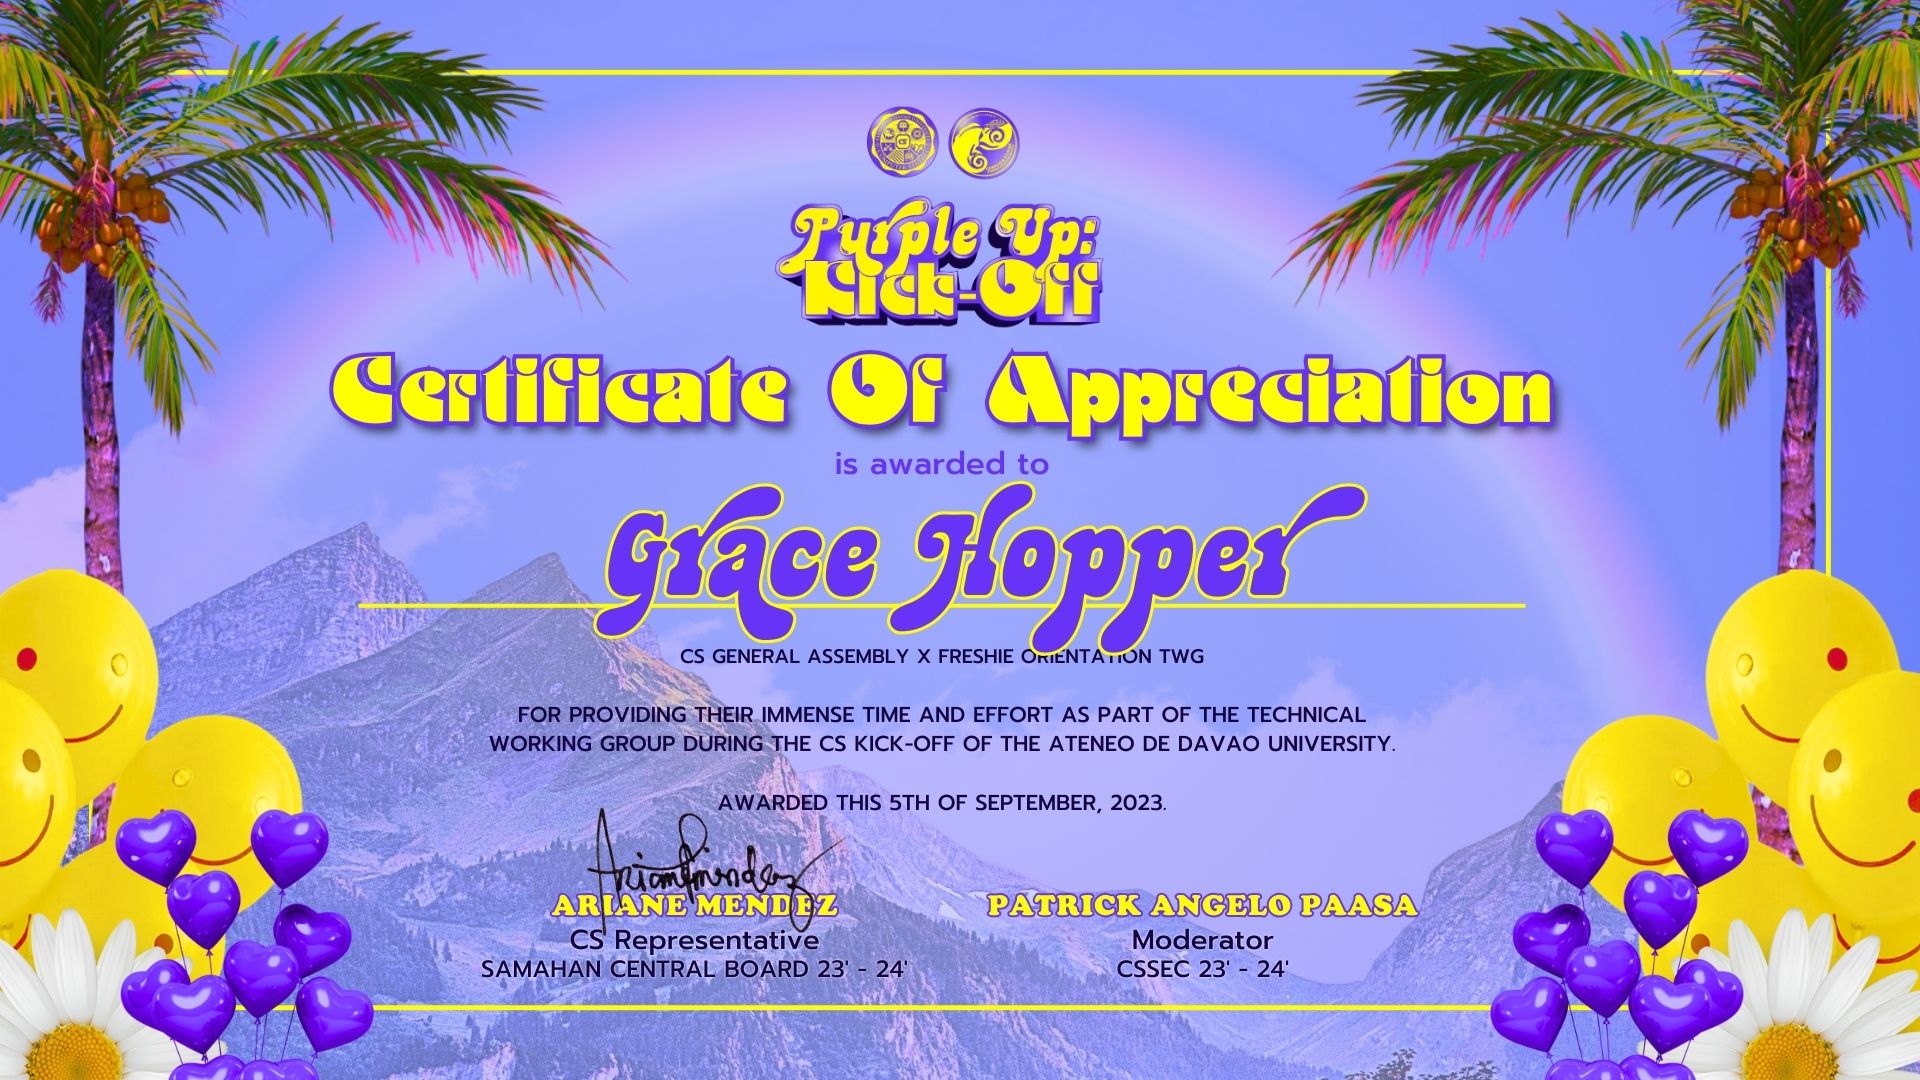 Purple Up:
Kick-Off
Certificate Of Appreciation
is awarded to
Grace Hopper
CS GENERAL ASSEMBLY X FRESHIE ORIENTATION TWG
FOR PROVIDING THEIR IMMENSE TIME AND EFFORT AS PART OF THE TECHNICAL
WORKING GROUP DURING THE CS KICK-OFF OF THE ATENEO DE DAVAO UNIVERSITY.
AWARDED THIS 5TH OF SEPTEMBER, 2023.
ARIANE MENDEZ
CS Representative
SAMAHAN CENTRAL BOARD 23' - 24'
PATRICK ANGELO PAASA
Moderator
CSSEC 23' - 24'